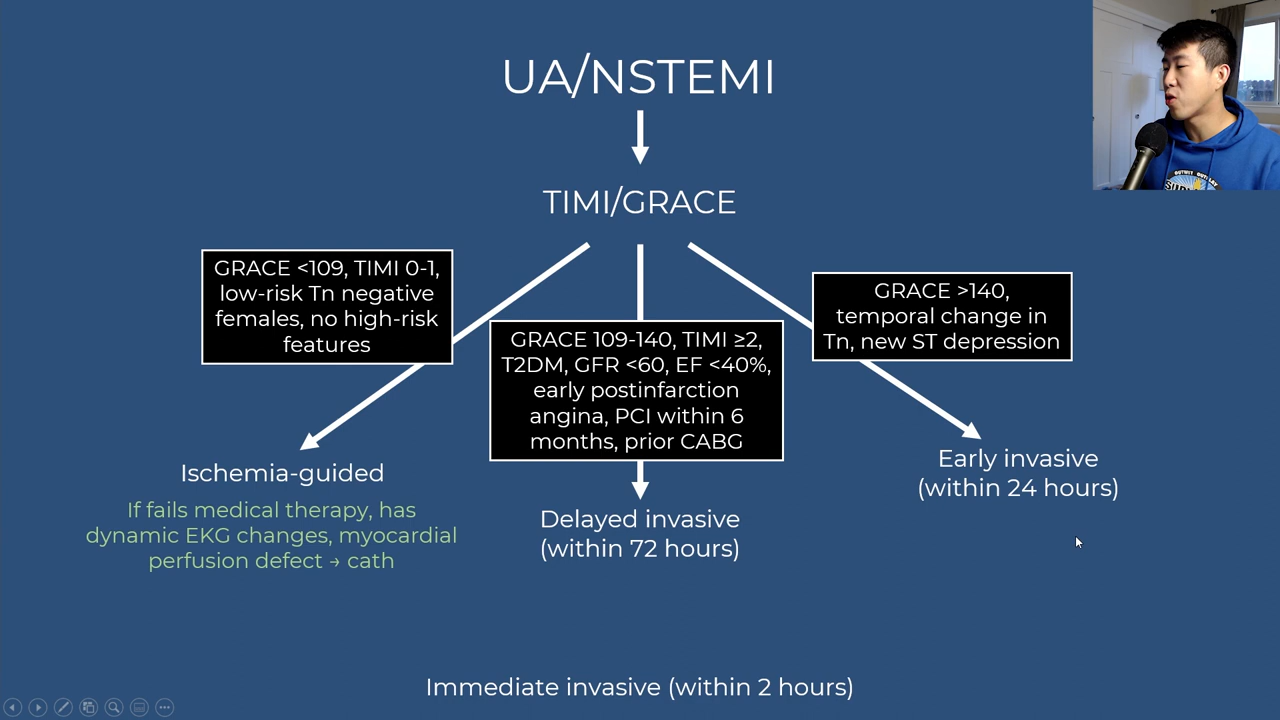 UA/NSTEMI
TIMI/GRACE
GRACE <109, TIMI 0-1,
low-risk Tn negative
females, no high-risk
features
GRACE 109-140, TIMI ≥2,
T2DM, GFR <60, EF <40%,
early postinfarction
angina, PCI within 6
months, prior CABG
GRACE >140,
temporal change in
Tn, new ST depression
Ischemia-guided
If fails medical therapy, has
dynamic EKG changes, myocardial
perfusion defect → cath
Delayed invasive
(within 72 hours)
Early invasive
(within 24 hours)
Immediate invasive (within 2 hours)
OUTWIT OUTPLAY